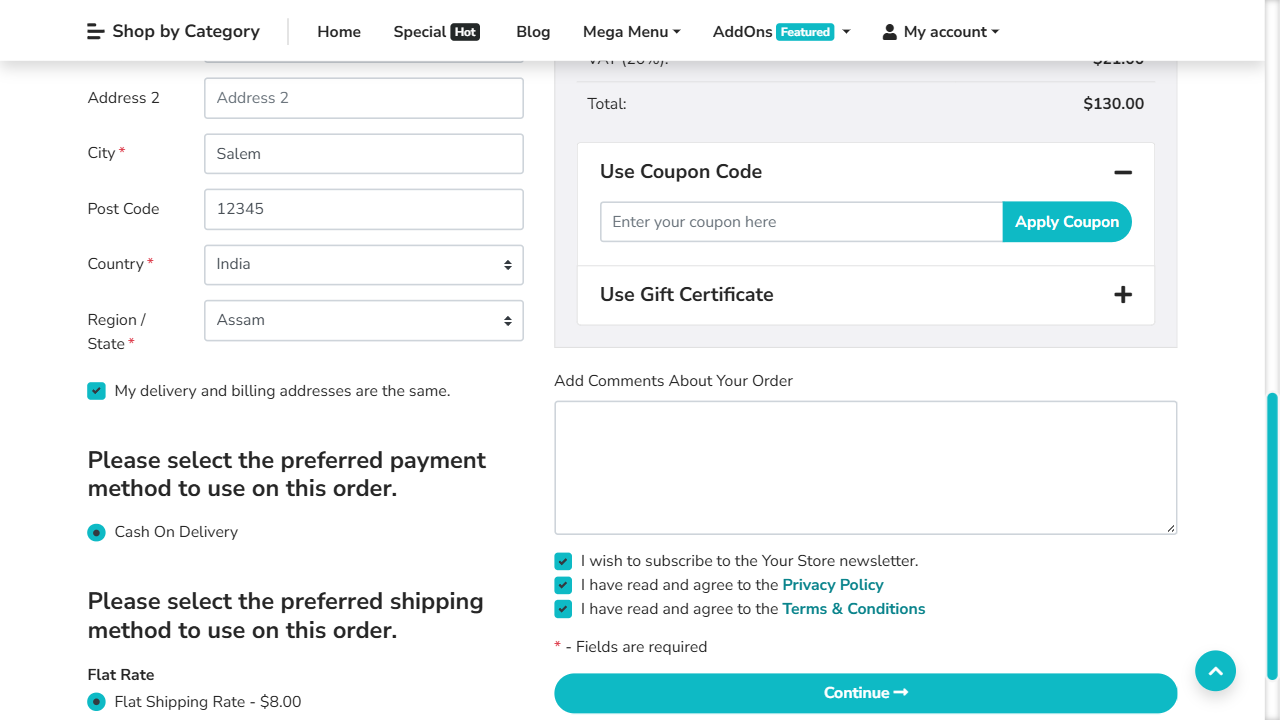 Shop by Category
Home
Special Hot
Blog
Mega Menu
AddOns Featured
My account
Address 2
Address 2
City *
Salem
Post Code
12345
Country *
India
Region /
State *
Assam
My delivery and billing addresses are the same.
Please select the preferred payment
method to use on this order.
Cash On Delivery
Please select the preferred shipping
method to use on this order.
Flat Rate
Flat Shipping Rate - $8.00
VAT (20%): $21.00
Total: $130.00
Use Coupon Code
Enter your coupon here
Apply Coupon
Use Gift Certificate
Add Comments About Your Order
I wish to subscribe to the Your Store newsletter.
I have read and agree to the Privacy Policy
I have read and agree to the Terms & Conditions
* - Fields are required
Continue